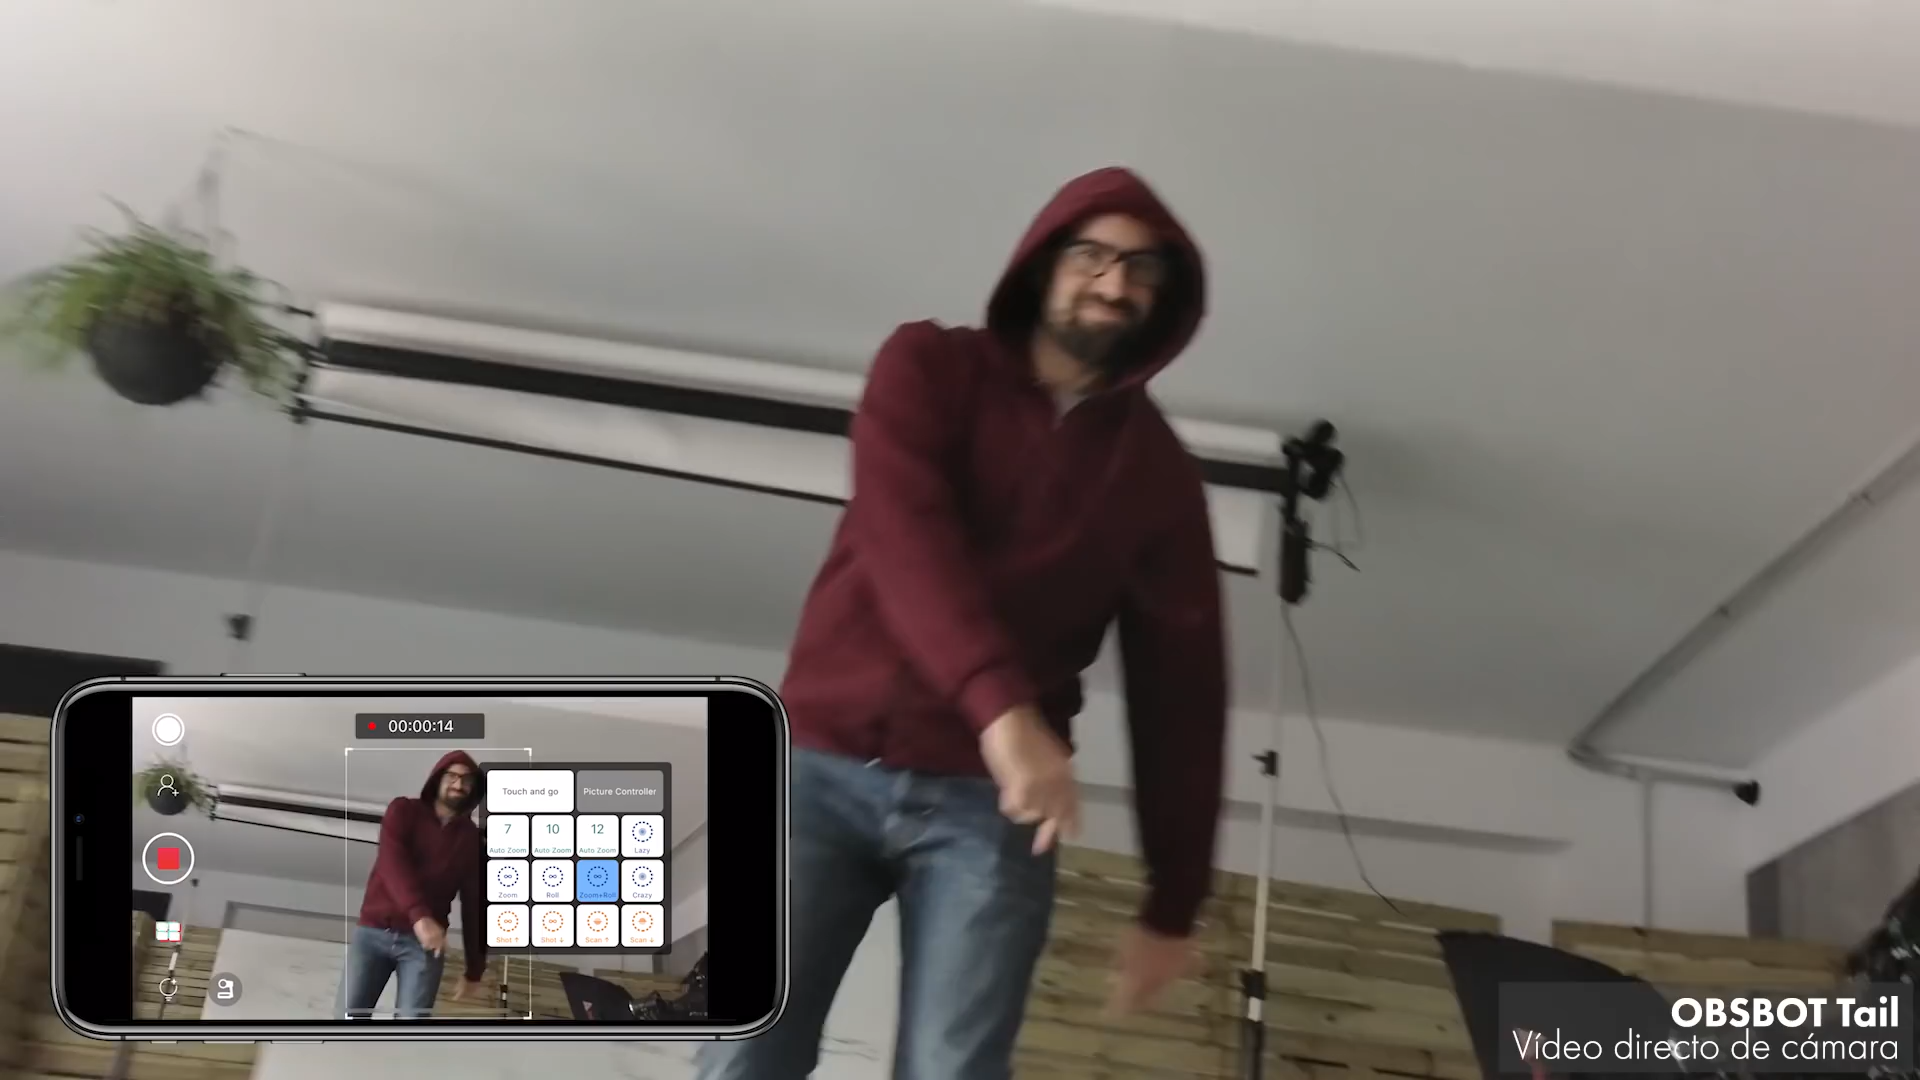 00:00:14
Touch and go
Picture Controller
7
Auto Zoom
10
Auto Zoom
12
Auto Zoom
Lazy
Zoom
Roll
Zoom+Roll
Crazy
Shot ↑
Shot ↓
Scan ↑
Scan ↓
OBSBOT Tail
Vídeo directo de cámara